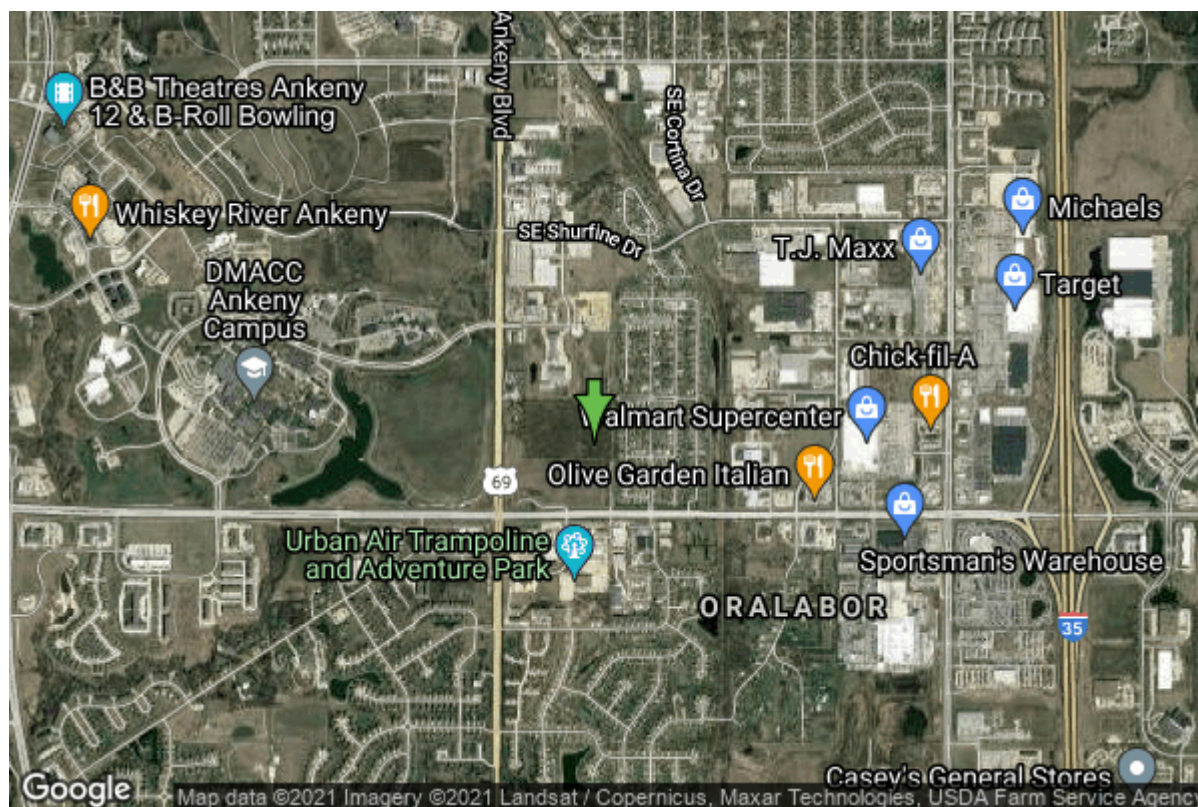 Ankeny Blvd
B&B Theatres Ankeny
12 & B-Roll Bowling
SE Cortina Dr
Whiskey River Ankeny
Michaels
SE Shurfine Dr
T.J. Maxx
DMACC
Ankeny
Campus
Target
Chick-fil-A
Walmart Supercenter
Olive Garden Italian
69
Urban Air Trampoline
and Adventure Park
Sportsman's Warehouse
ORALABOR
35
Casey's General Stores
Google
Map data ©2021 Imagery ©2021 Landsat / Copernicus, Maxar Technologies, USDA Farm Service Agency